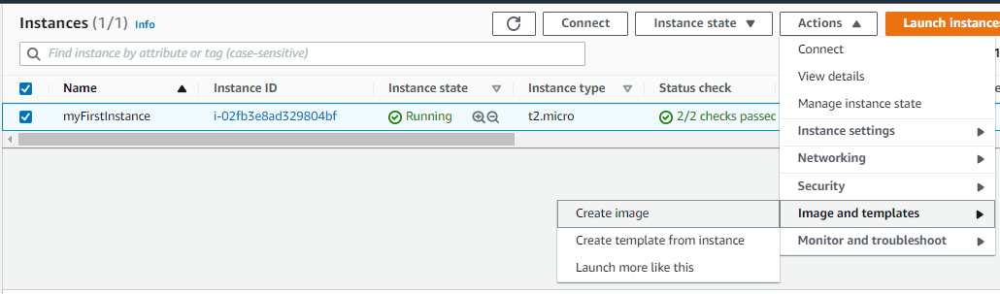 Instances (1/1) Info
Connect
Instance state
Actions
Launch instances
Find instance by attribute or tag (case-sensitive)
Name
Instance ID
Instance state
Instance type
Status check
myFirstInstance
i-02fb3e8ad329804bf
Running
t2.micro
2/2 checks passed
Connect
View details
Manage instance state
Instance settings
Networking
Security
Image and templates
Monitor and troubleshoot
Create image
Create template from instance
Launch more like this